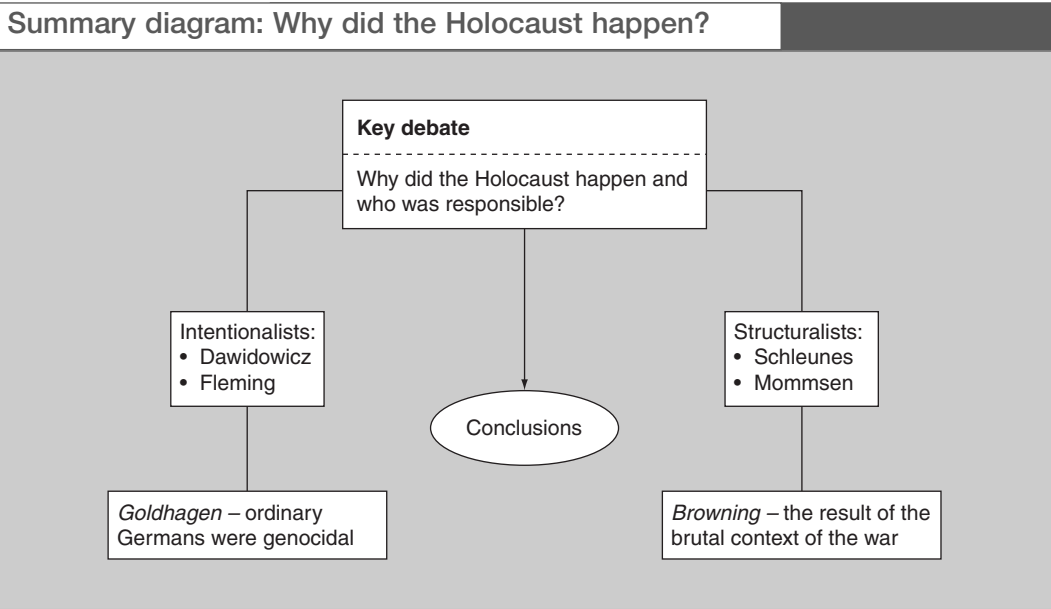 Summary diagram: Why did the Holocaust happen?
Key debate
Why did the Holocaust happen and
who was responsible?
Intentionalists:
• Dawidowicz
• Fleming
Structuralists:
• Schleunes
• Mommsen
Conclusions
Goldhagen – ordinary
Germans were genocidal
Browning – the result of the
brutal context of the war